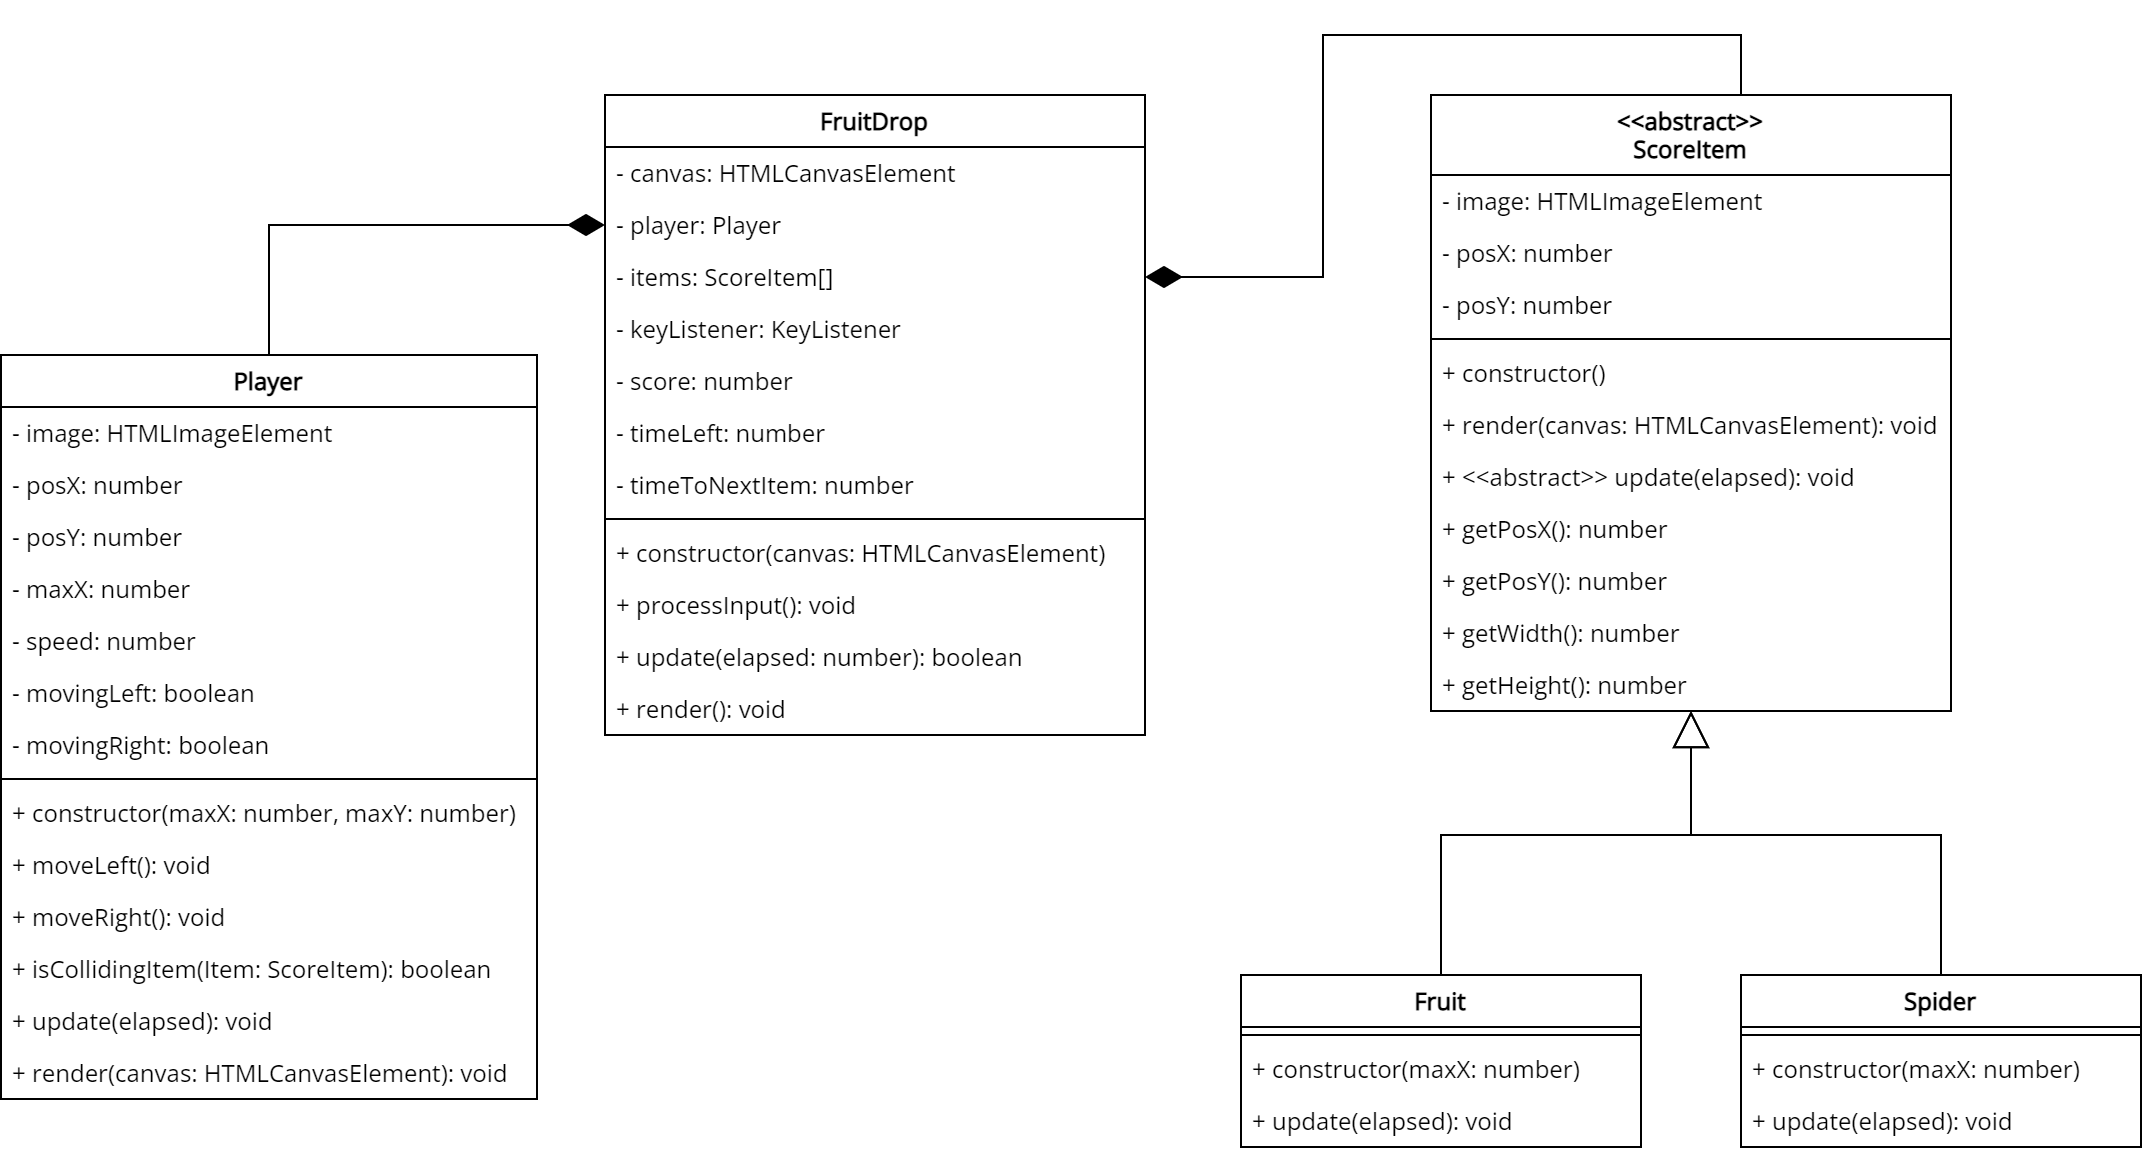 FruitDrop
- canvas: HTMLCanvasElement
- player: Player
- items: ScoreItem[]
- keyListener: KeyListener
- score: number
- timeLeft: number
- timeToNextItem: number
+ constructor(canvas: HTMLCanvasElement)
+ processInput(): void
+ update(elapsed: number): boolean
+ render(): void
<<abstract>>
ScoreItem
- image: HTMLImageElement
- posX: number
- posY: number
+ constructor()
+ render(canvas: HTMLCanvasElement): void
+ <<abstract>> update(elapsed): void
+ getPosX(): number
+ getPosY(): number
+ getWidth(): number
+ getHeight(): number
Player
- image: HTMLImageElement
- posX: number
- posY: number
- maxX: number
- speed: number
- movingLeft: boolean
- movingRight: boolean
+ constructor(maxX: number, maxY: number)
+ moveLeft(): void
+ moveRight(): void
+ isCollidingItem(Item: ScoreItem): boolean
+ update(elapsed): void
+ render(canvas: HTMLCanvasElement): void
Fruit
+ constructor(maxX: number)
+ update(elapsed): void
Spider
+ constructor(maxX: number)
+ update(elapsed): void